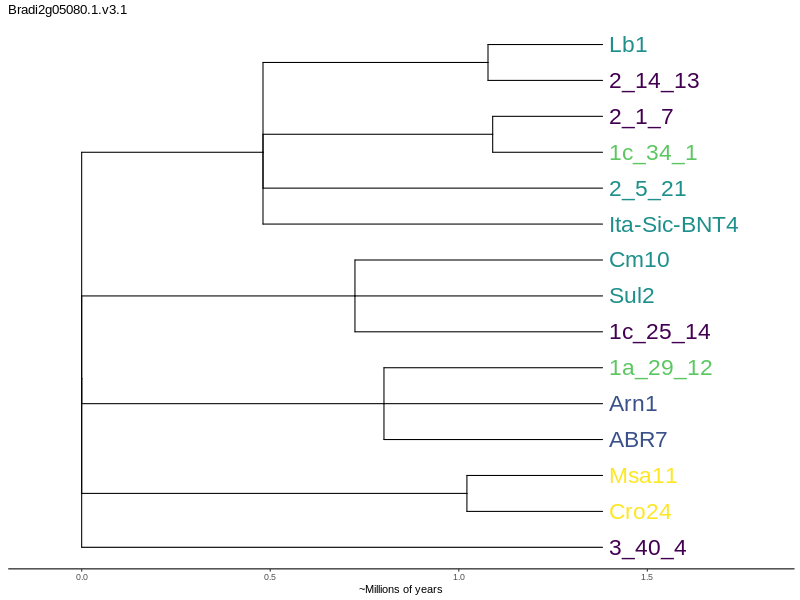 Bradi2g05080.1.v3.1
Lb1
2_14_13
2_1_7
1c_34_1
2_5_21
Ita-Sic-BNT4
Cm10
Sul2
1c_25_14
1a_29_12
Arn1
ABR7
Msa11
Cro24
3_40_4
0.0 0.5 1.0 1.5
~Millions of years